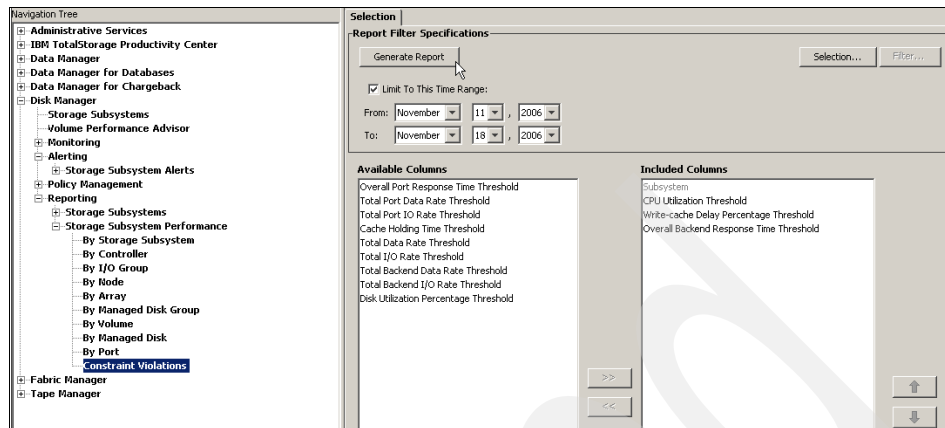 Navigation Tree
Administrative Services
IBM TotalStorage Productivity Center
Data Manager
Data Manager for Databases
Data Manager for Chargeback
Disk Manager
Storage Subsystems
Volume Performance Advisor
Monitoring
Alerting
Storage Subsystem Alerts
Policy Management
Reporting
Storage Subsystems
Storage Subsystem Performance
By Storage Subsystem
By Controller
By I/O Group
By Node
By Array
By Managed Disk Group
By Volume
By Managed Disk
By Port
Constraint Violations
Fabric Manager
Tape Manager
Selection
Report Filter Specifications
Generate Report
Selection...
Filter...
Limit To This Time Range:
From: November 11 , 2006
To: November 18 , 2006
Available Columns
Overall Port Response Time Threshold
Total Port Data Rate Threshold
Total Port IO Rate Threshold
Cache Holding Time Threshold
Total Data Rate Threshold
Total I/O Rate Threshold
Total Backend Data Rate Threshold
Total Backend I/O Rate Threshold
Disk Utilization Percentage Threshold
>>
<<
Included Columns
Subsystem
CPU Utilization Threshold
Write-cache Delay Percentage Threshold
Overall Backend Response Time Threshold